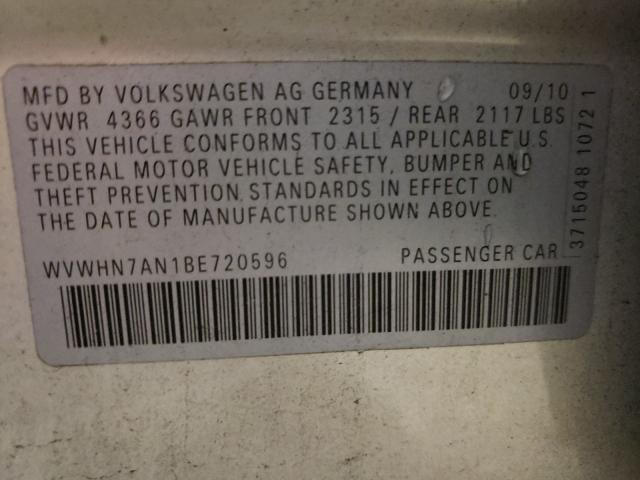 MFD BY VOLKSWAGEN AG GERMANY 09/10
GVWR 4366 GAWR FRONT 2315 / REAR 2117 LBS
THIS VEHICLE CONFORMS TO ALL APPLICABLE U.S.
FEDERAL MOTOR VEHICLE SAFETY, BUMPER AND
THEFT PREVENTION STANDARDS IN EFFECT ON
THE DATE OF MANUFACTURE SHOWN ABOVE.
WVWHN7AN1BE720596 PASSENGER CAR
3715048 1072 1